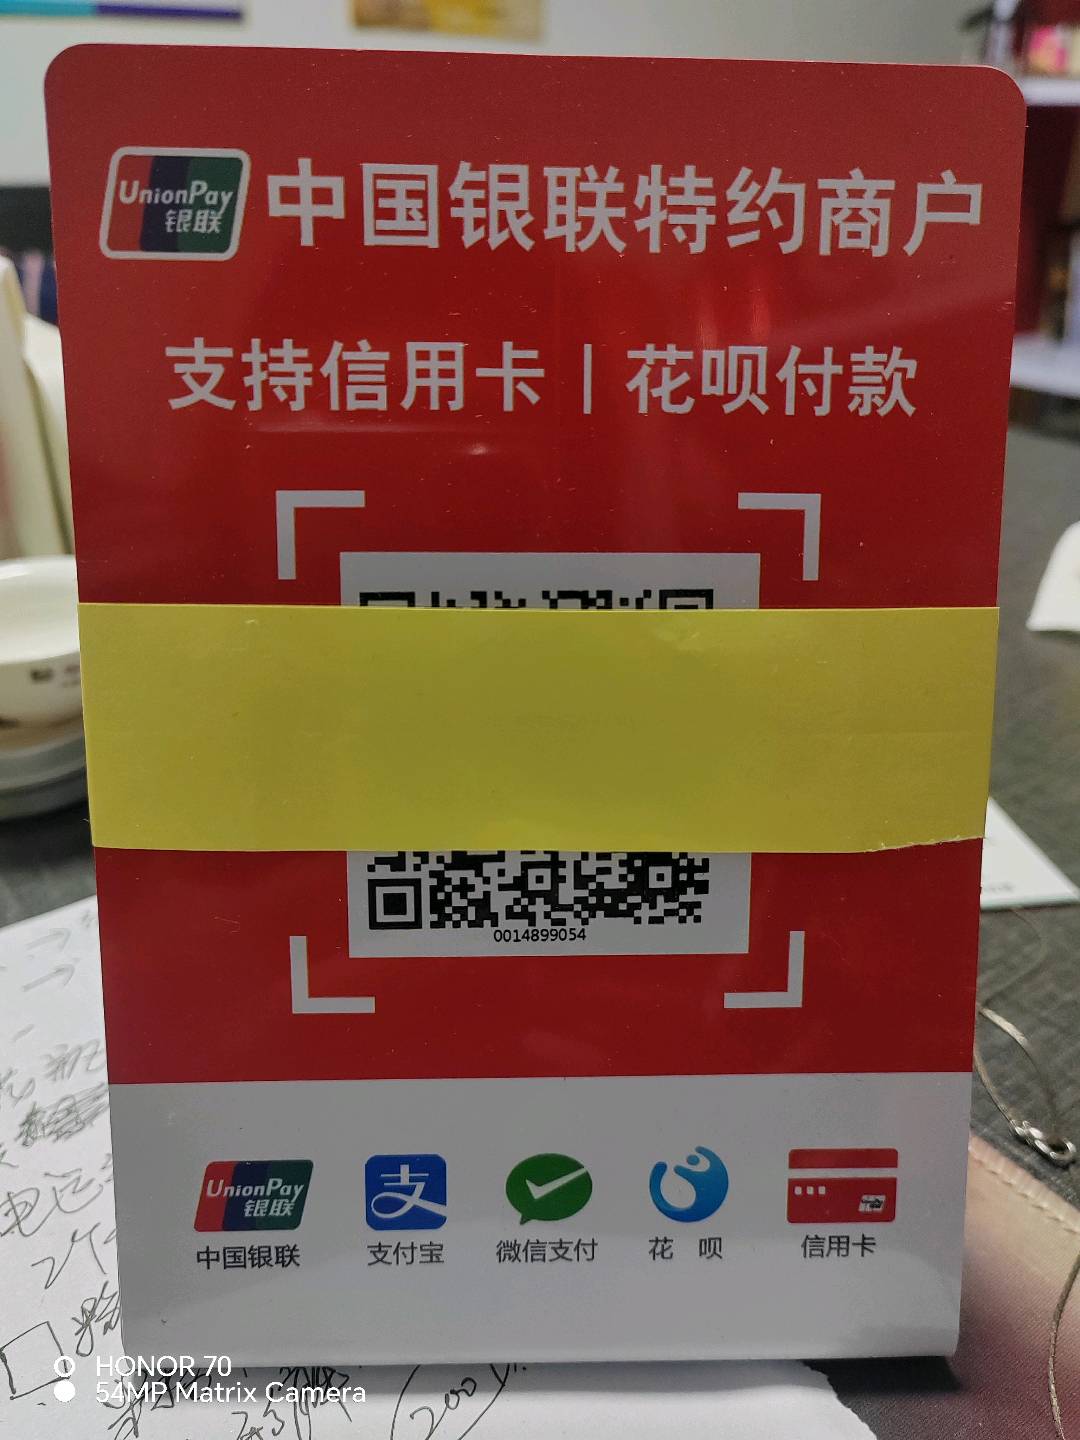 UnionPay
银联
中国银联特约商户
支持信用卡 | 花呗付款
0014899054
UnionPay
银联
中国银联
支付宝
微信支付
花 呗
信用卡
HONOR 70
54MP Matrix Camera
200